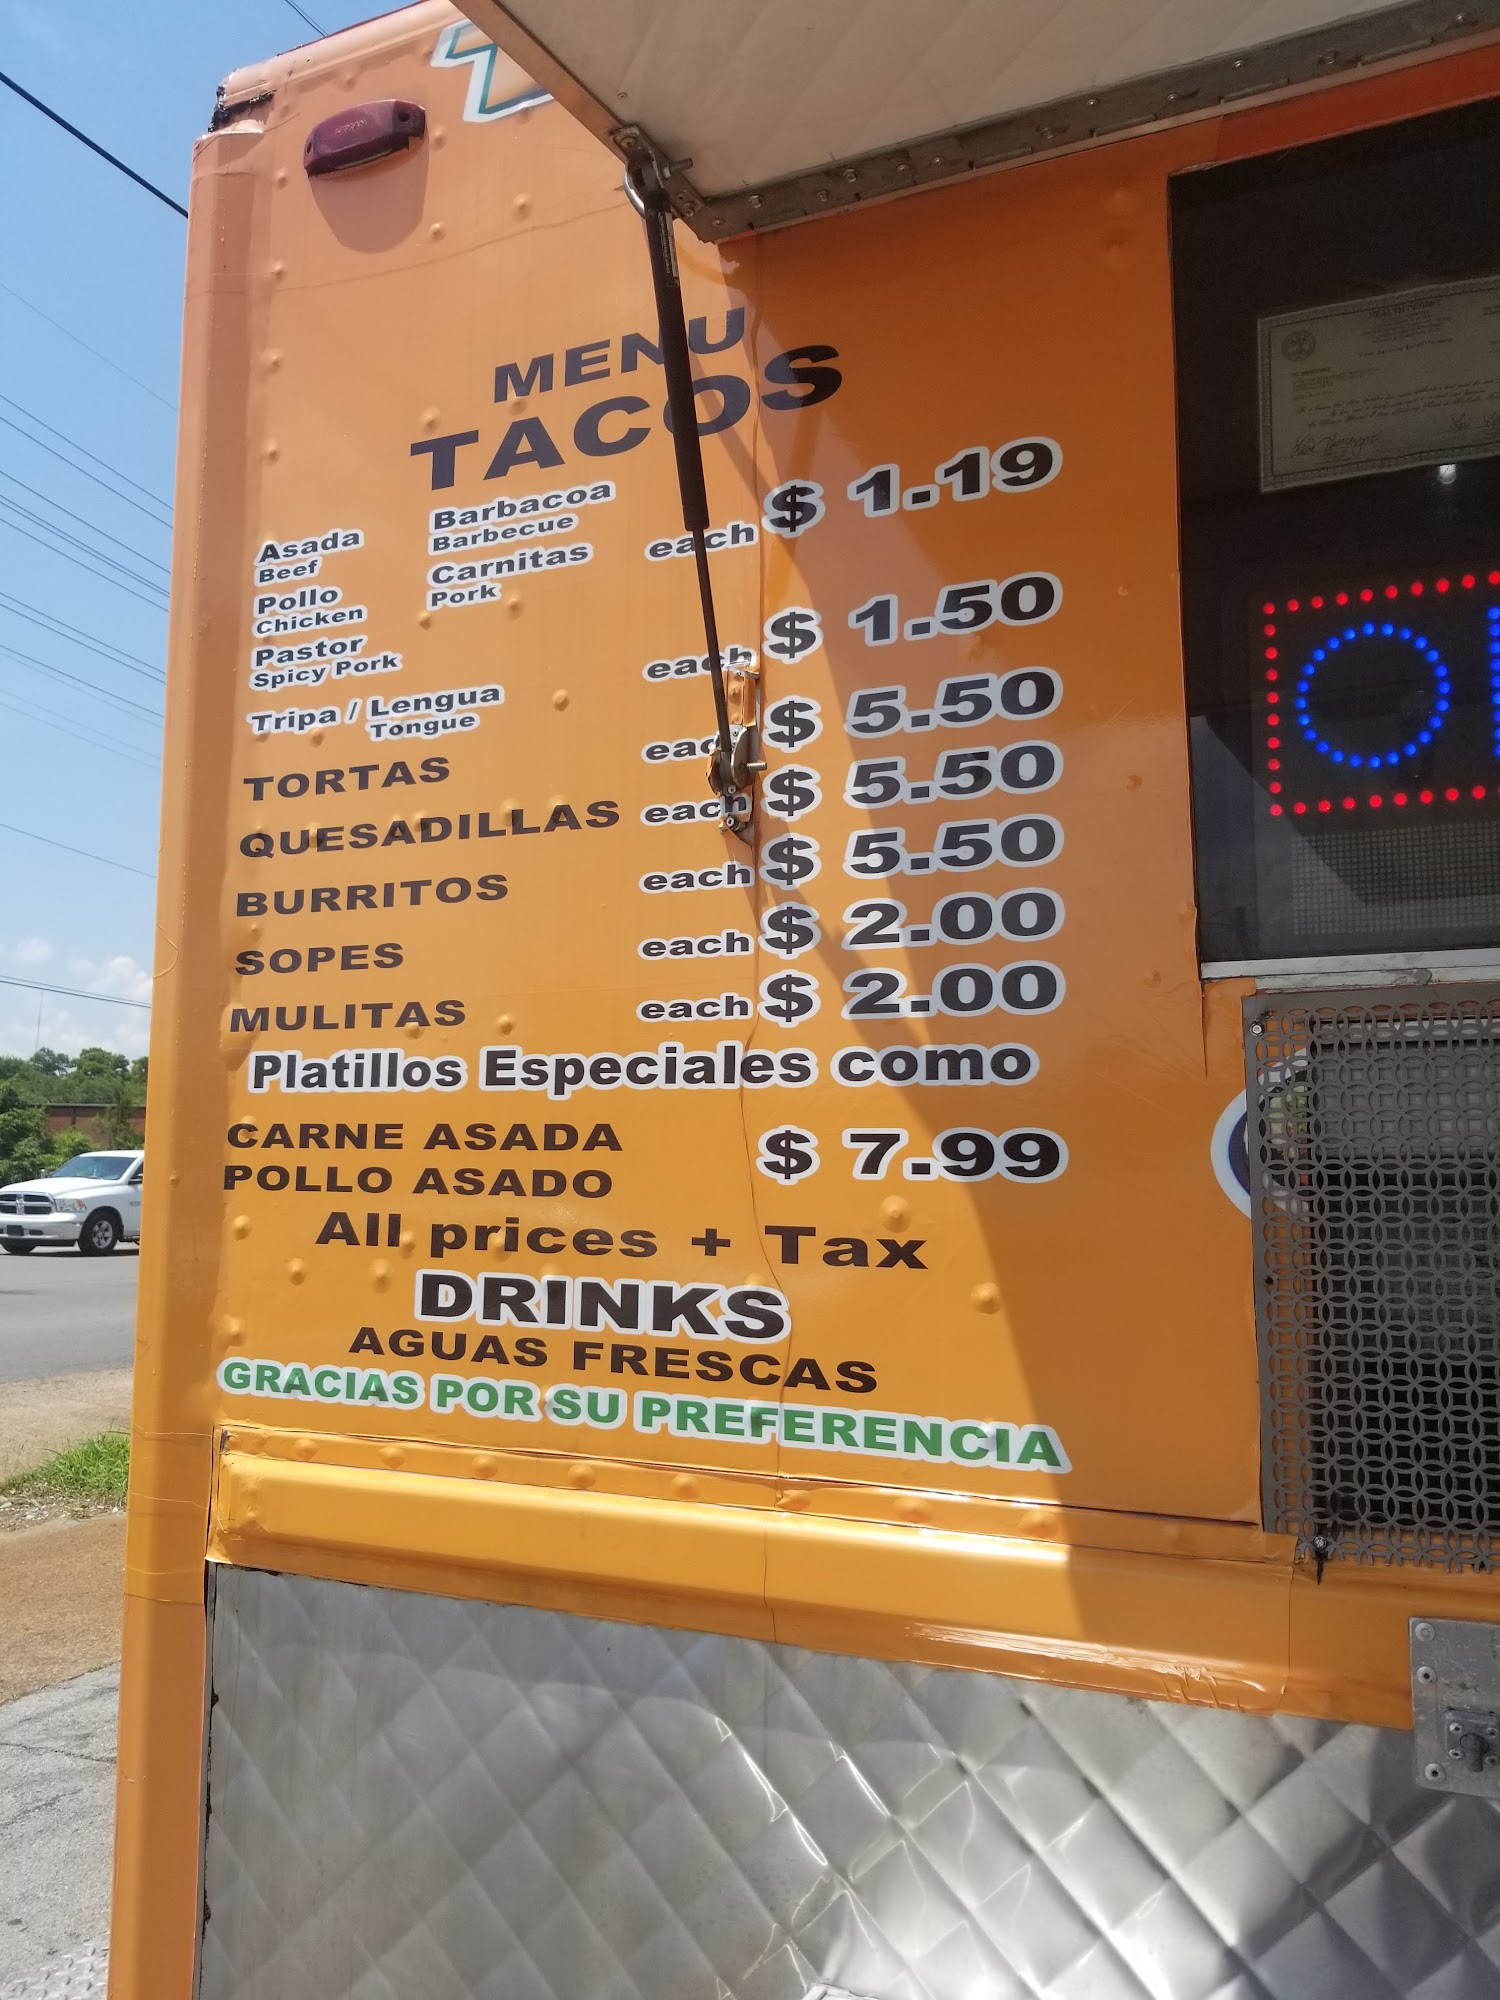 MENU
TACOS
Asada
Beef
Barbacoa
Barbecue
Pollo
Chicken
Carnitas
Pork
Pastor
Spicy Pork
each $ 1.19
Tripa / Lengua
Tongue
each $ 1.50
TORTAS each $ 5.50
QUESADILLAS each $ 5.50
BURRITOS each $ 5.50
SOPES each $ 2.00
MULITAS each $ 2.00
Platillos Especiales como
CARNE ASADA
POLLO ASADO
$ 7.99
All prices + Tax
DRINKS
AGUAS FRESCAS
GRACIAS POR SU PREFERENCIA
HEALTH PERMIT